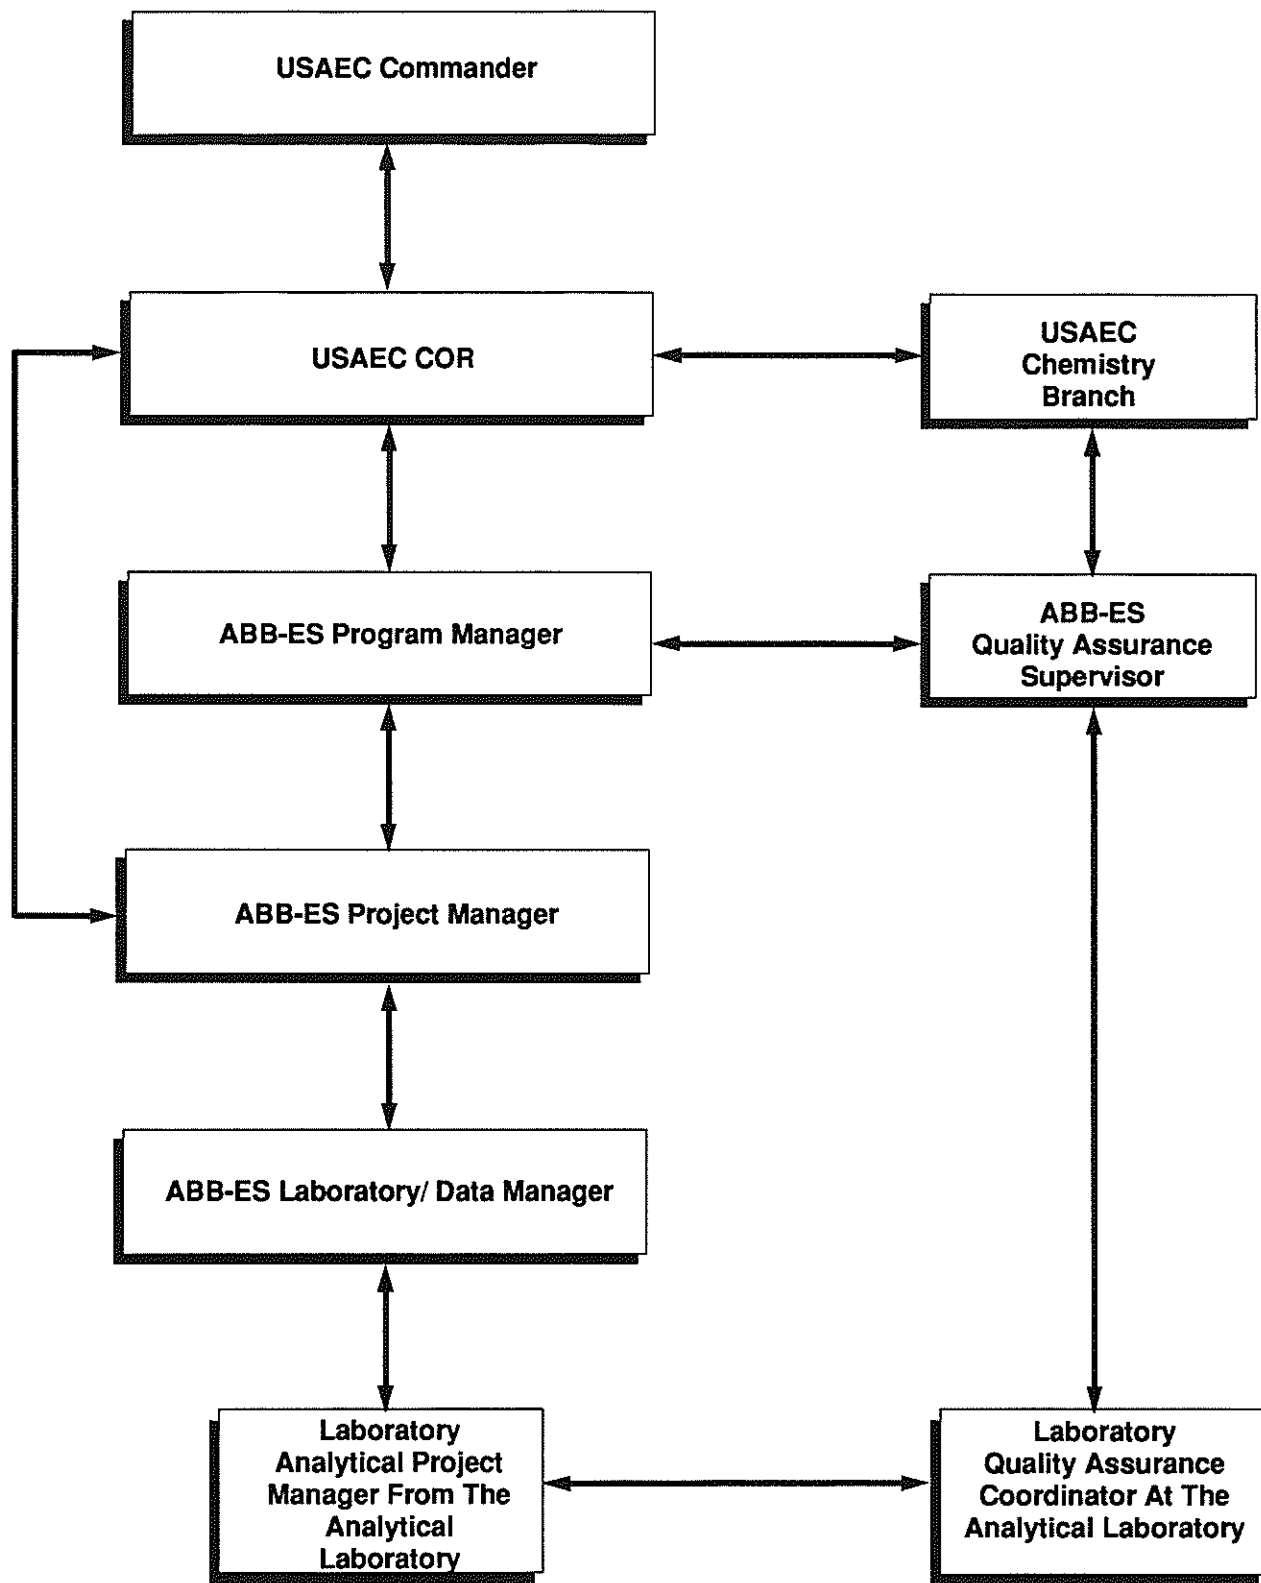 USAEC Commander
USAEC COR
USAEC
Chemistry
Branch
ABB-ES Program Manager
ABB-ES
Quality Assurance
Supervisor
ABB-ES Project Manager
ABB-ES Laboratory/ Data Manager
Laboratory
Analytical Project
Manager From The
Analytical
Laboratory
Laboratory
Quality Assurance
Coordinator At The
Analytical Laboratory